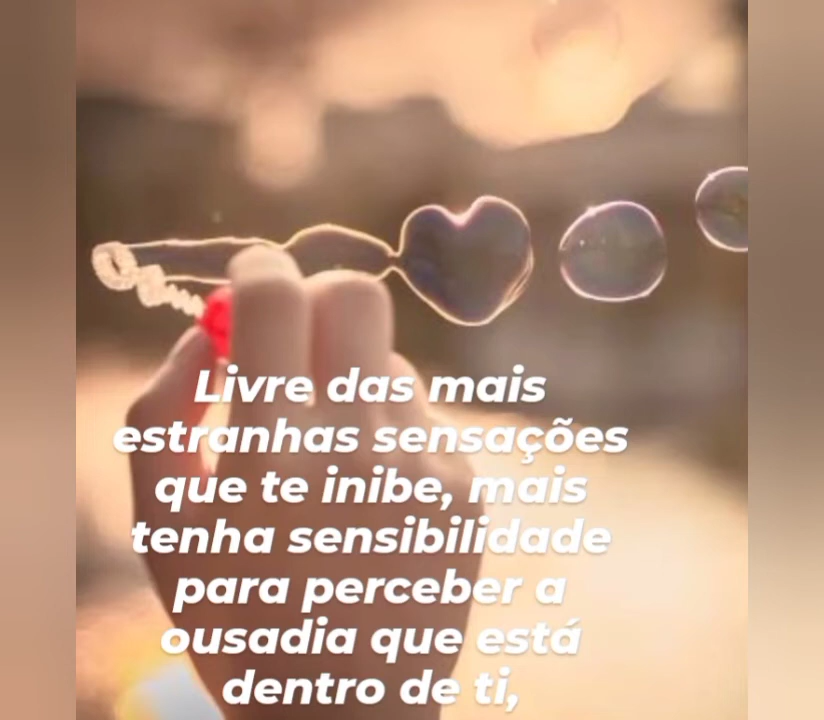 Livre das mais
estranhas sensações
que te inibe, mais
tenha sensibilidade
para perceber a
ousadia que está
dentro de ti,